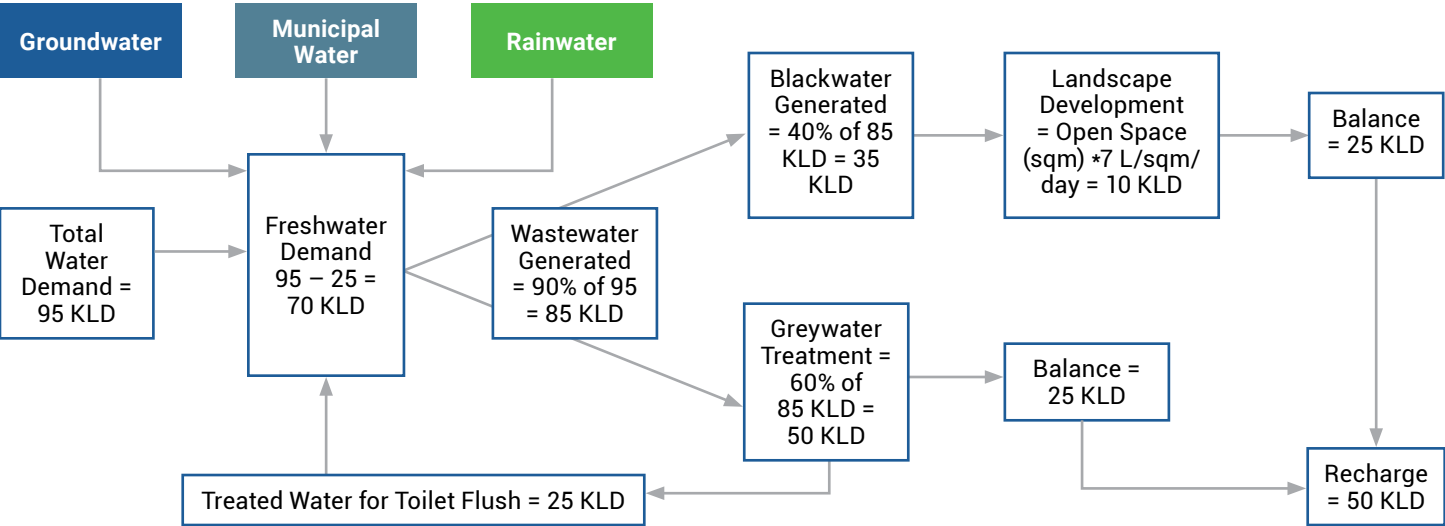 Groundwater
Municipal
Water
Rainwater
Total
Water
Demand =
95 KLD
Freshwater
Demand
95 – 25 =
70 KLD
Wastewater
Generated
= 90% of 95
= 85 KLD
Blackwater
Generated
= 40% of 85
KLD = 35
KLD
Landscape
Development
= Open Space
(sqm) *7 L/sqm/
day = 10 KLD
Balance
= 25 KLD
Greywater
Treatment =
60% of
85 KLD =
50 KLD
Balance =
25 KLD
Treated Water for Toilet Flush = 25 KLD
Recharge
= 50 KLD